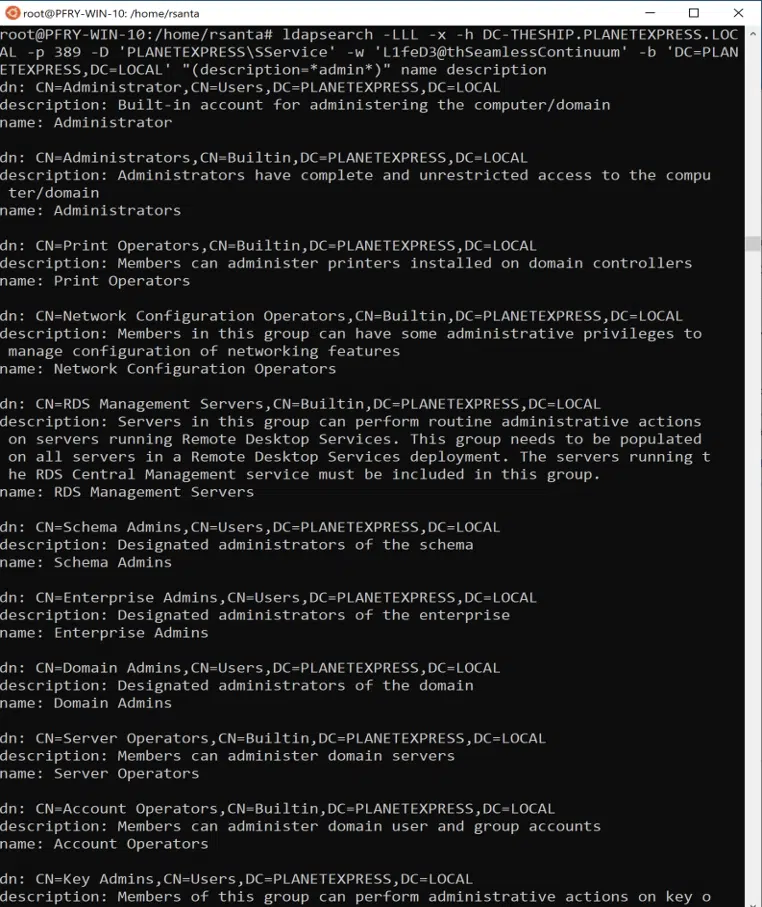 root@PFRY-WIN-10: /home/rsanta
root@PFRY-WIN-10:/home/rsanta# ldapsearch -LLL -x -h DC-THESHIP.PLANETEXPRESS.LOC
AL -p 389 -D 'PLANETEXPRESS\SService' -w 'L1feD3@thSeamlessContinuum' -b 'DC=PLAN
ETEXPRESS,DC=LOCAL' "(description=*admin*)" name description
dn: CN=Administrator,CN=Users,DC=PLANETEXPRESS,DC=LOCAL
description: Built-in account for administering the computer/domain
name: Administrator

dn: CN=Administrators,CN=Builtin,DC=PLANETEXPRESS,DC=LOCAL
description: Administrators have complete and unrestricted access to the compu
 ter/domain
name: Administrators

dn: CN=Print Operators,CN=Builtin,DC=PLANETEXPRESS,DC=LOCAL
description: Members can administer printers installed on domain controllers
name: Print Operators

dn: CN=Network Configuration Operators,CN=Builtin,DC=PLANETEXPRESS,DC=LOCAL
description: Members in this group can have some administrative privileges to
 manage configuration of networking features
name: Network Configuration Operators

dn: CN=RDS Management Servers,CN=Builtin,DC=PLANETEXPRESS,DC=LOCAL
description: Servers in this group can perform routine administrative actions
 on servers running Remote Desktop Services. This group needs to be populated
 on all servers in a Remote Desktop Services deployment. The servers running t
 he RDS Central Management service must be included in this group.
name: RDS Management Servers

dn: CN=Schema Admins,CN=Users,DC=PLANETEXPRESS,DC=LOCAL
description: Designated administrators of the schema
name: Schema Admins

dn: CN=Enterprise Admins,CN=Users,DC=PLANETEXPRESS,DC=LOCAL
description: Designated administrators of the enterprise
name: Enterprise Admins

dn: CN=Domain Admins,CN=Users,DC=PLANETEXPRESS,DC=LOCAL
description: Designated administrators of the domain
name: Domain Admins

dn: CN=Server Operators,CN=Builtin,DC=PLANETEXPRESS,DC=LOCAL
description: Members can administer domain servers
name: Server Operators

dn: CN=Account Operators,CN=Builtin,DC=PLANETEXPRESS,DC=LOCAL
description: Members can administer domain user and group accounts
name: Account Operators

dn: CN=Key Admins,CN=Users,DC=PLANETEXPRESS,DC=LOCAL
description: Members of this group can perform administrative actions on key o